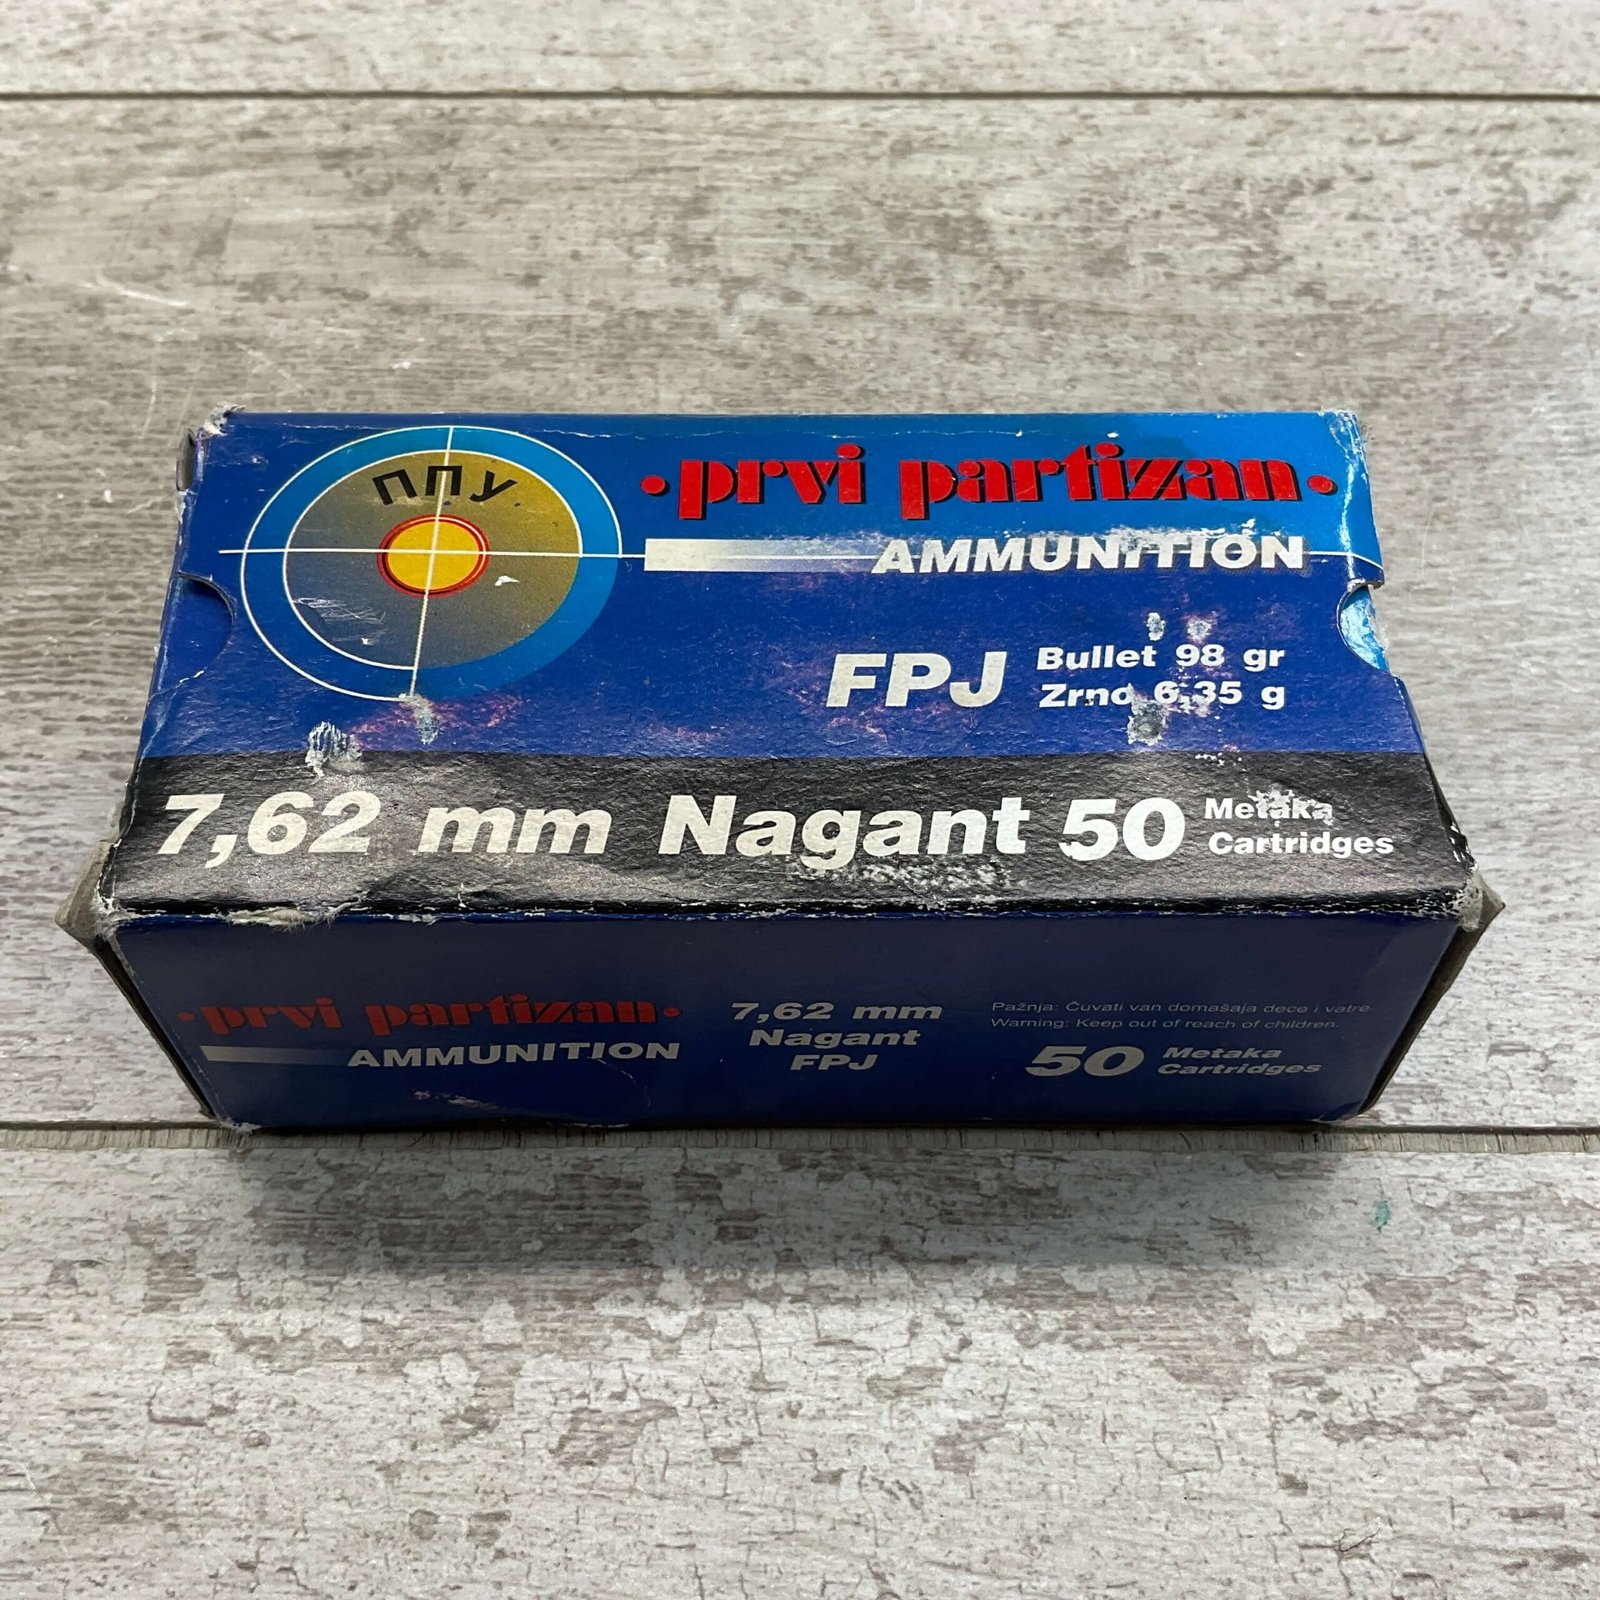 ППУ
•prvi partizan•
AMMUNITION
FPJ
Bullet 98 gr
Zrno 6,35 g
7,62 mm Nagant 50
Metaka
Cartridges
•prvi partizan•
AMMUNITION
7,62 mm
Nagant
FPJ
Pažnja: Čuvati van domašaja dece i vatre.
Warning: Keep out of reach of children.
50
Metaka
Cartridges